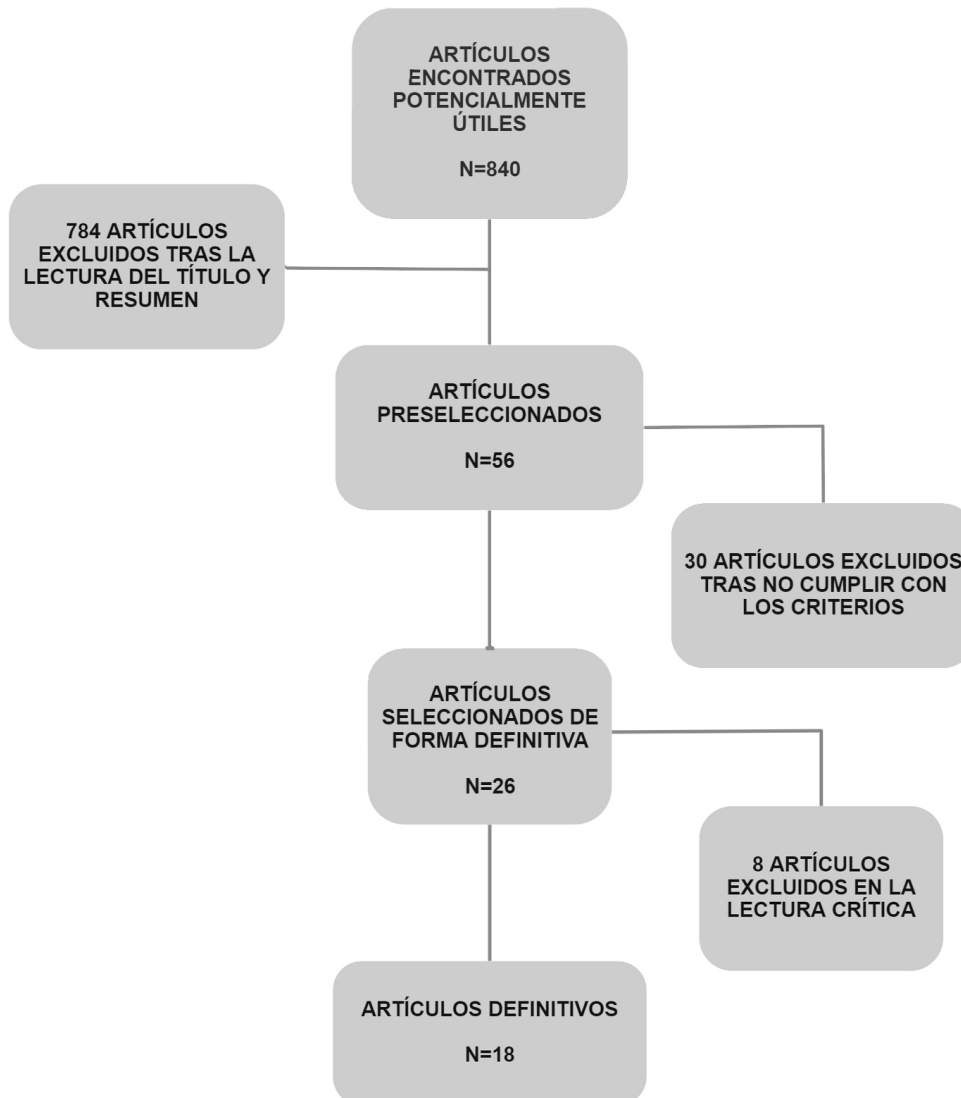 ARTÍCULOS
ENCONTRADOS
POTENCIALMENTE
ÚTILES
N=840
784 ARTÍCULOS
EXCLUIDOS TRAS LA
LECTURA DEL TÍTULO Y
RESUMEN
ARTÍCULOS
PRESELECCIONADOS
N=56
30 ARTÍCULOS EXCLUIDOS
TRAS NO CUMPLIR CON
LOS CRITERIOS
ARTÍCULOS
SELECCIONADOS DE
FORMA DEFINITIVA
N=26
8 ARTÍCULOS
EXCLUIDOS EN LA
LECTURA CRÍTICA
ARTÍCULOS DEFINITIVOS
N=18